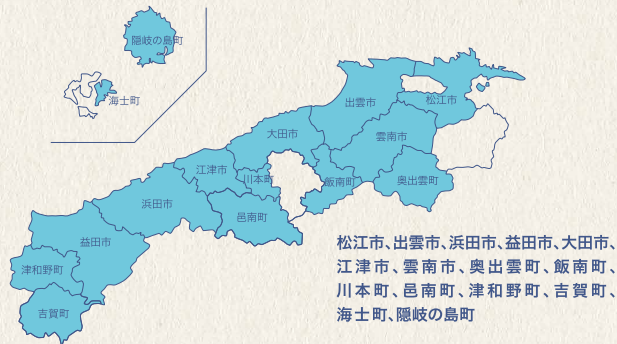 隠岐の島町
海士町
松江市
出雲市
雲南市
大田市
奥出雲町
飯南町
江津市
川本町
浜田市
邑南町
益田市
津和野町
吉賀町
松江市、出雲市、浜田市、益田市、大田市、
江津市、雲南市、奥出雲町、飯南町、
川本町、邑南町、津和野町、吉賀町、
海士町、隠岐の島町